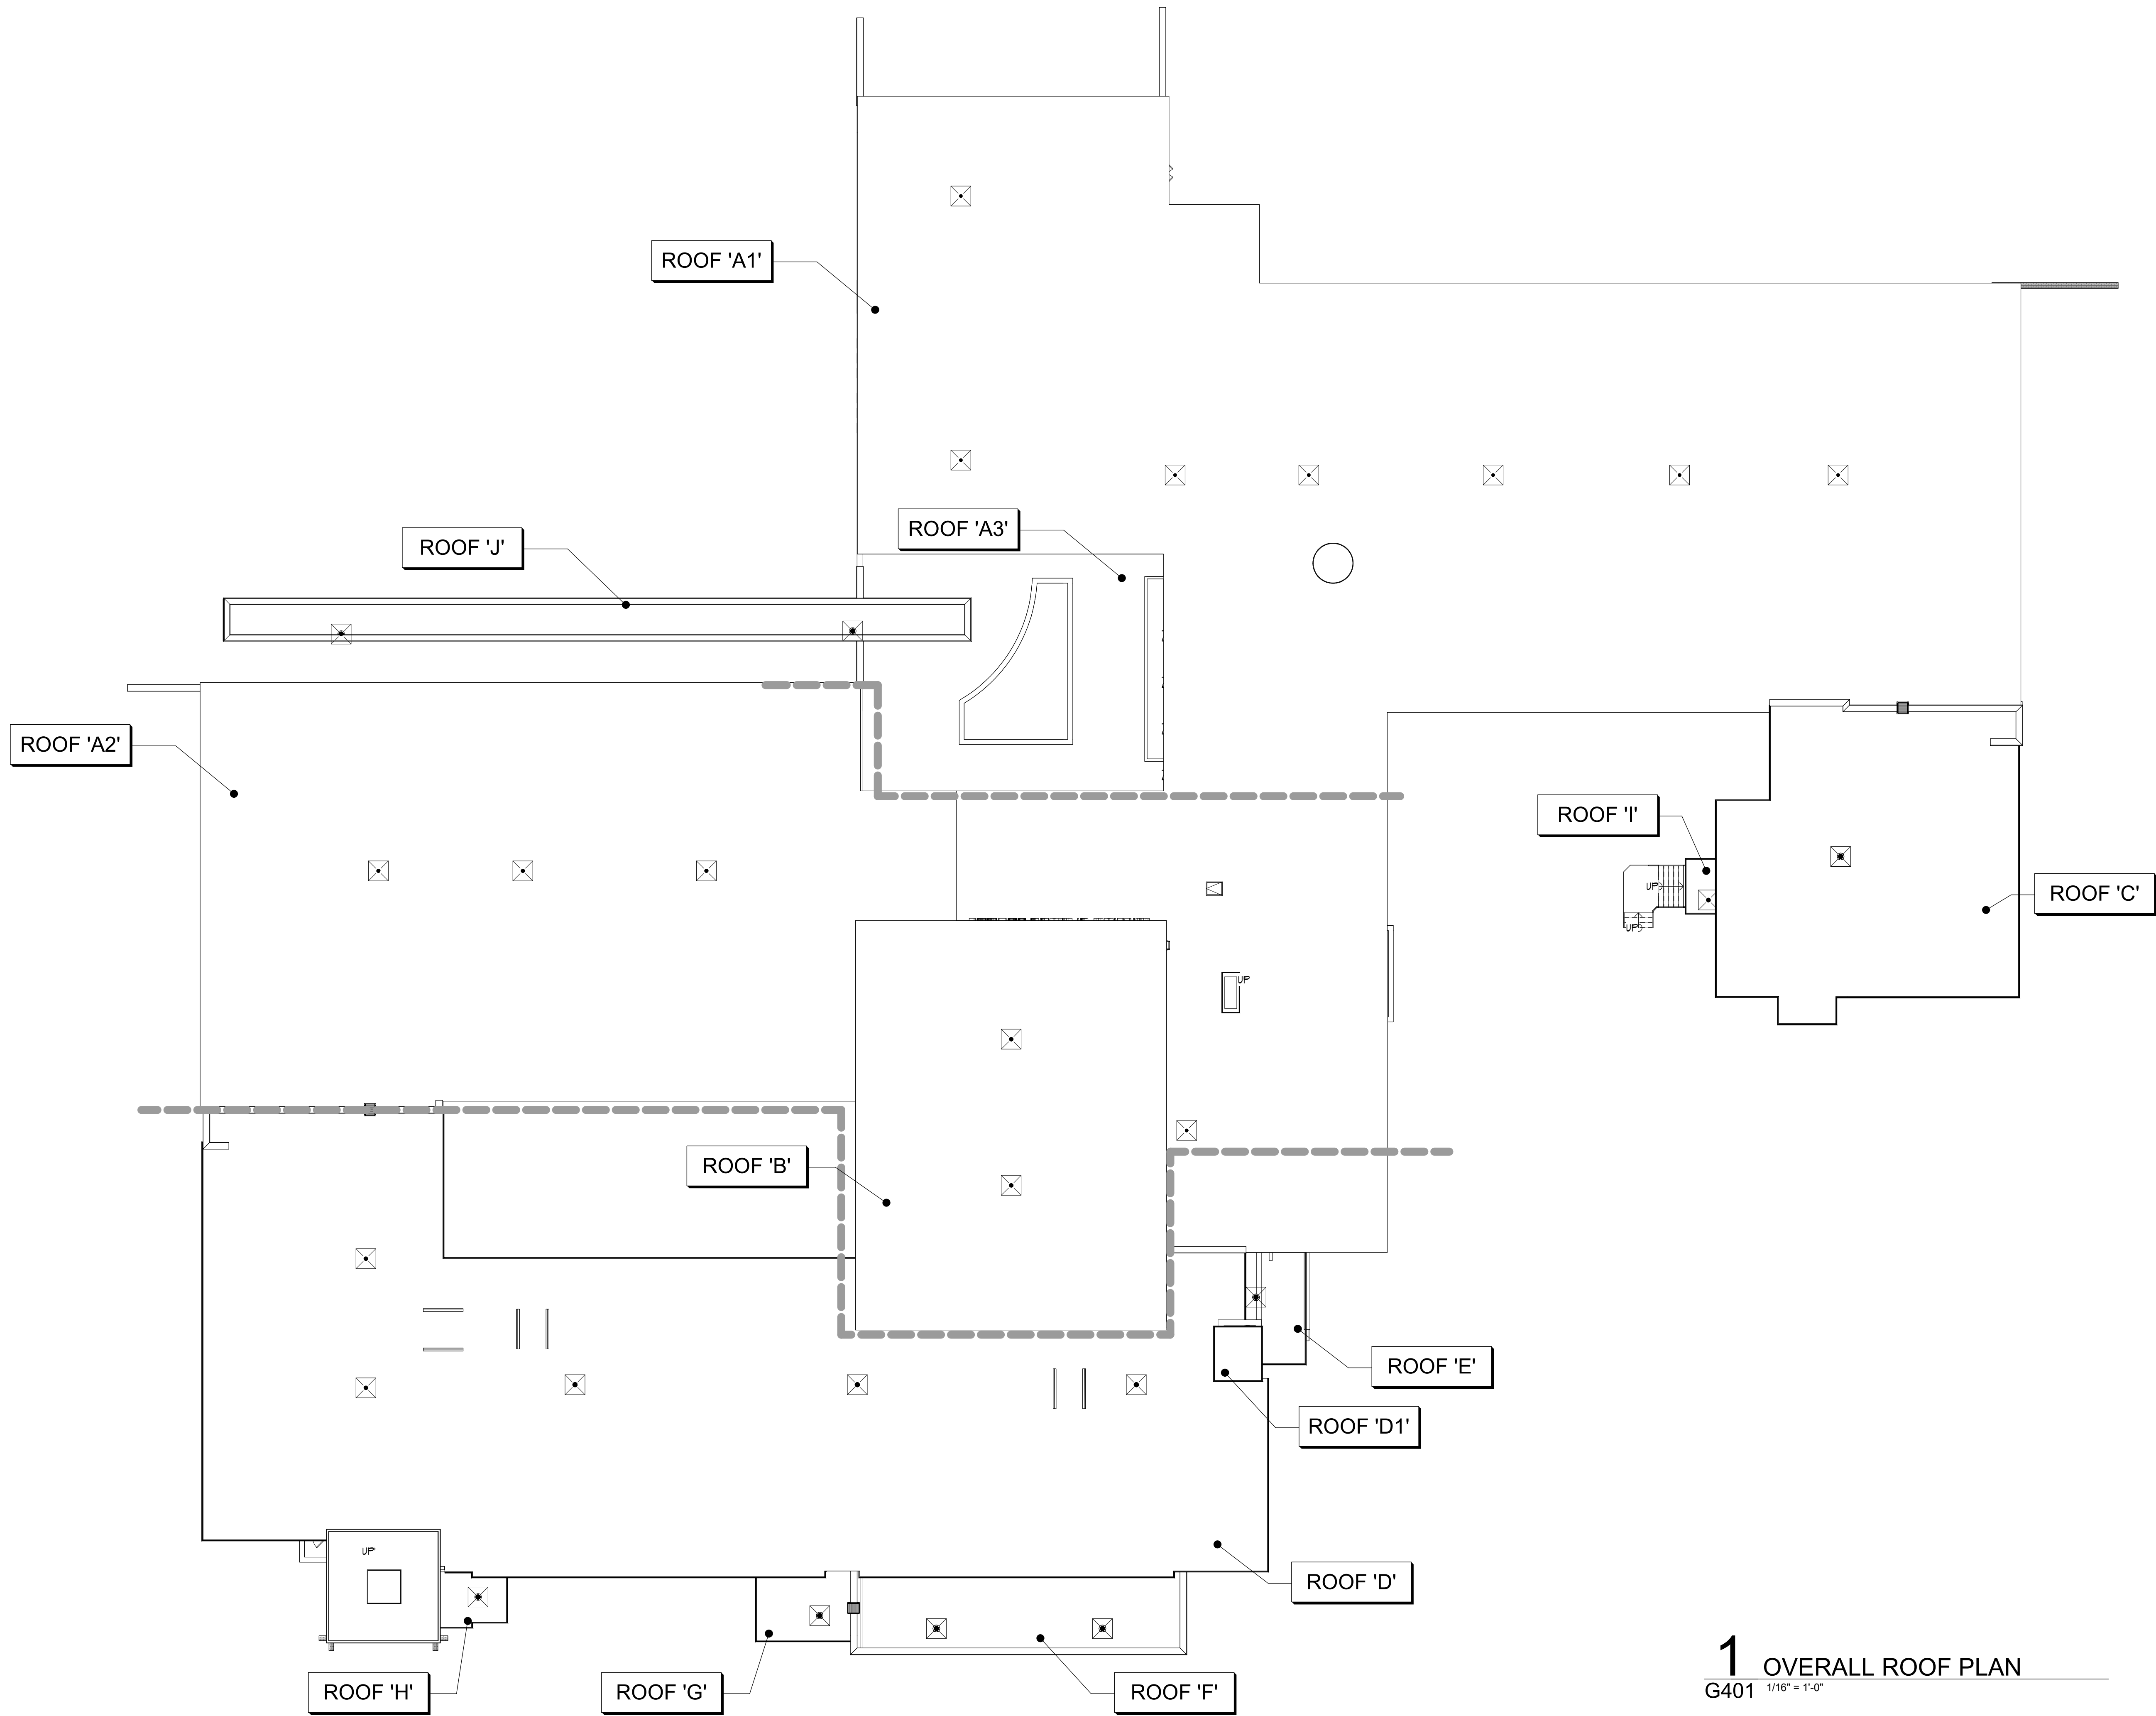 ROOF 'A1'
ROOF 'A3'
ROOF 'J'
ROOF 'A2'
ROOF 'I'
UP
UP
ROOF 'C'
UP
ROOF 'B'
ROOF 'E'
ROOF 'D1'
UP
ROOF 'D'
ROOF 'H'
ROOF 'G'
ROOF 'F'
1 OVERALL ROOF PLAN
G401 1/16" = 1'-0"